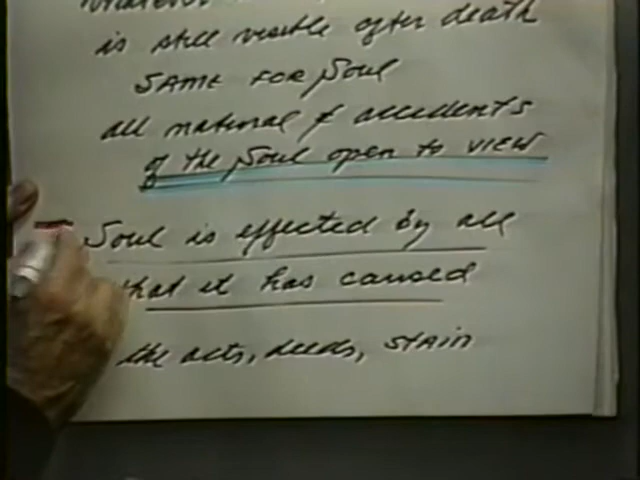 is still visible after death
SAME FOR Soul
all natural & accidents
of the Soul open to VIEW
Soul is effected by all
that it has caused
the acts, deeds, STAIN